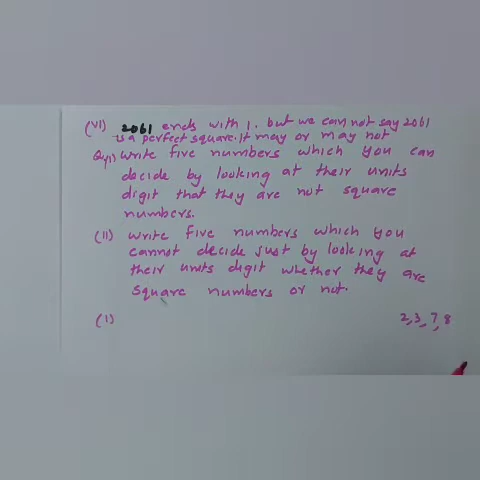 (VI) 2061 ends with 1. but we can not say 2061
is a perfect square. It may or may not
Q4) 1) write five numbers which you can
decide by looking at their units
digit that they are not square
numbers.
(II) write five numbers which you
cannot decide just by looking at
their units digit whether they are
square numbers or not.
(1) 2, 3, 7, 8